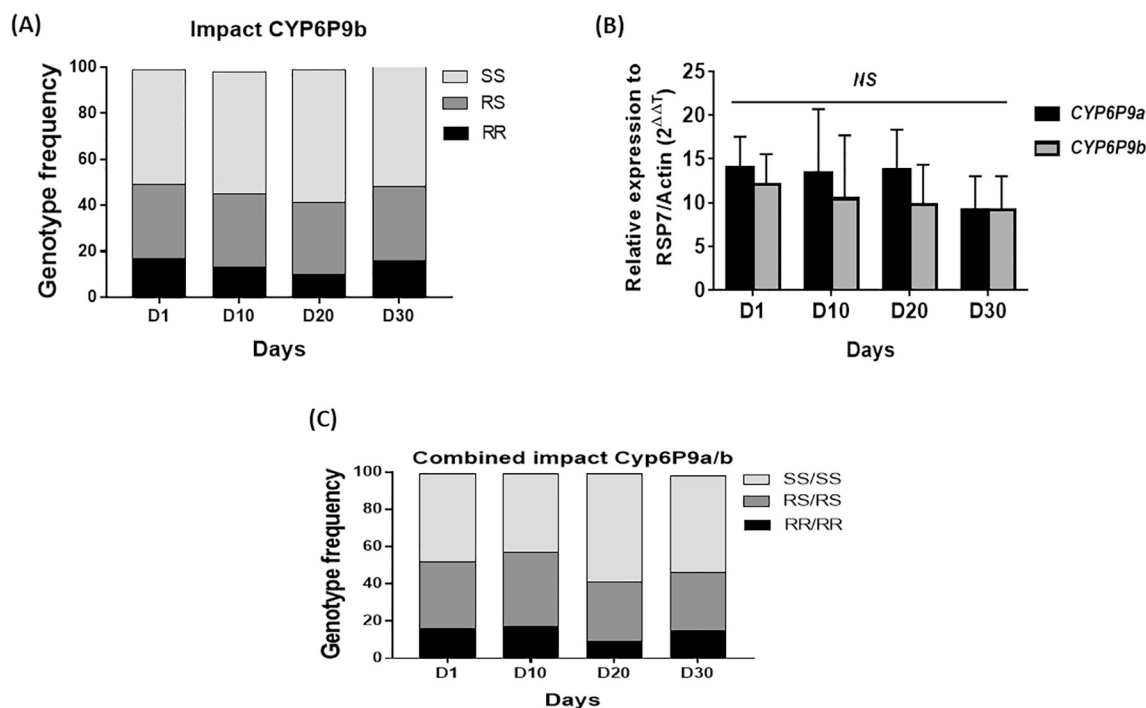 (A)
Impact CYP6P9b
Genotype frequency
100
80
60
40
20
0
D1 D10 D20 D30
Days
SS
RS
RR
(B)
Relative expression to
RSP7/Actin (2^ΔΔT)
25
20
15
10
5
0
NS
D1 D10 D20 D30
Days
CYP6P9a
CYP6P9b
(C)
Combined impact Cyp6P9a/b
Genotype frequency
100
80
60
40
20
0
D1 D10 D20 D30
Days
SS/SS
RS/RS
RR/RR